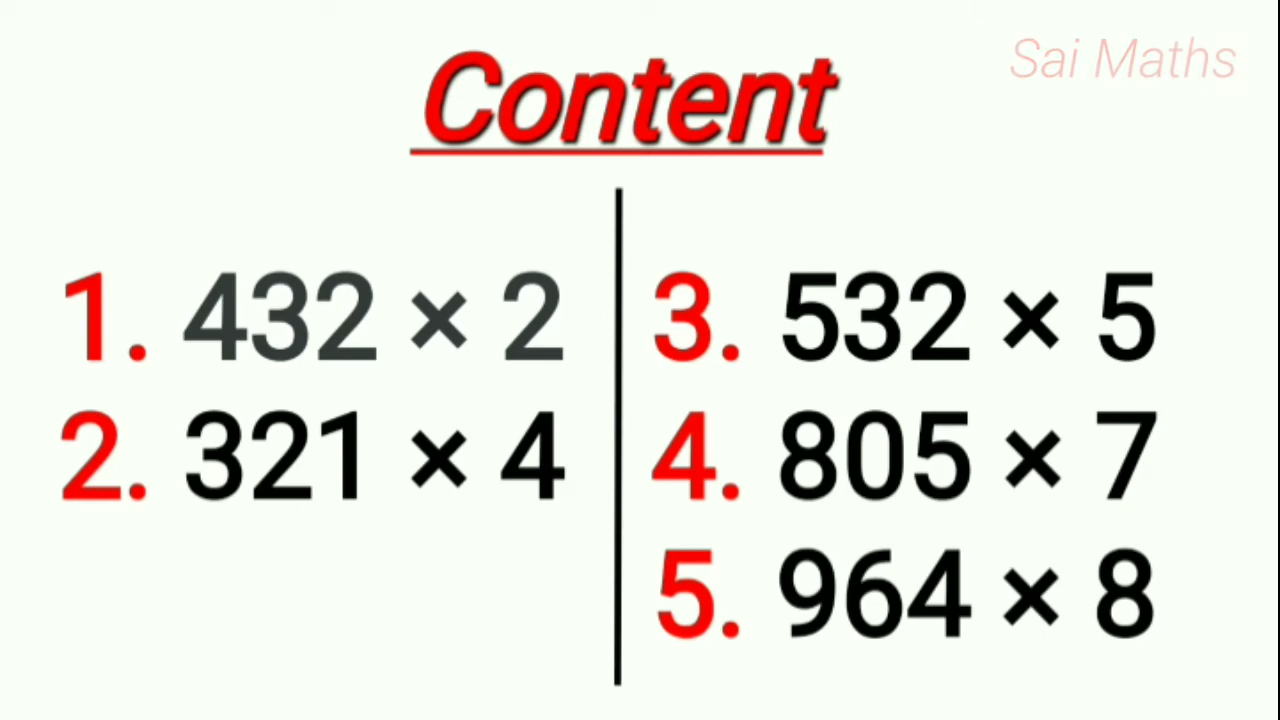 Sai Maths
Content
1. 432 × 2
2. 321 × 4
3. 532 × 5
4. 805 × 7
5. 964 × 8